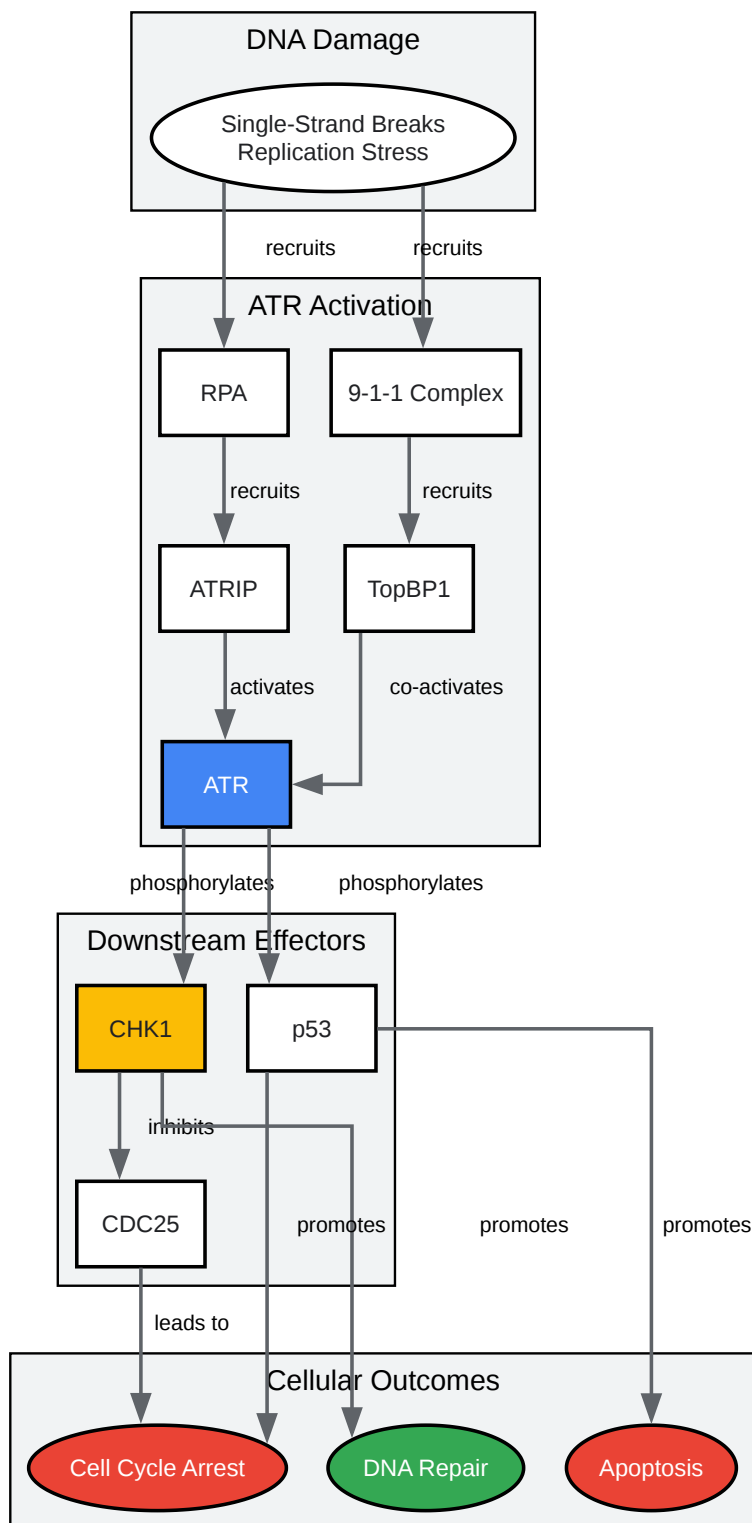 DNA Damage
Single-Strand Breaks
Replication Stress
recruits
recruits
ATR Activation
RPA
9-1-1 Complex
recruits
recruits
ATRIP
TopBP1
activates
co-activates
ATR
phosphorylates
phosphorylates
Downstream Effectors
CHK1
p53
inhibits
CDC25
promotes
promotes
promotes
leads to
Cellular Outcomes
Cell Cycle Arrest
DNA Repair
Apoptosis